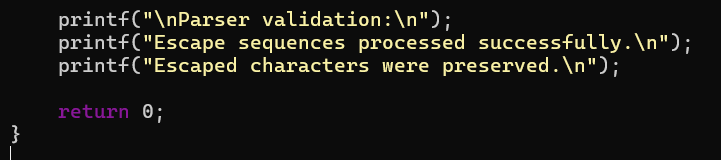 printf("\nParser validation:\n");
printf("Escape sequences processed successfully.\n");
printf("Escaped characters were preserved.\n");
return 0;
}